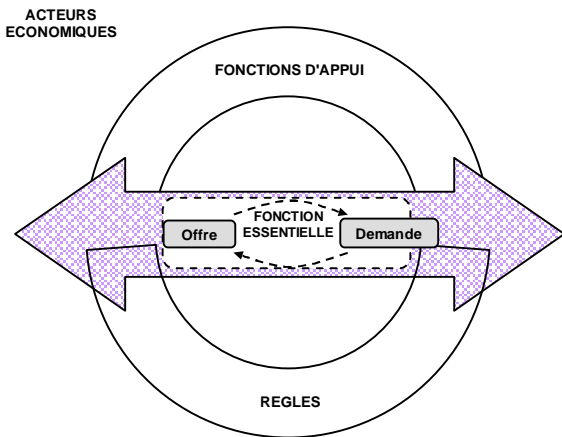 ACTEURS
ECONOMIQUES
FONCTIONS D'APPUI
FONCTION
ESSENTIELLE
Offre
Demande
REGLES